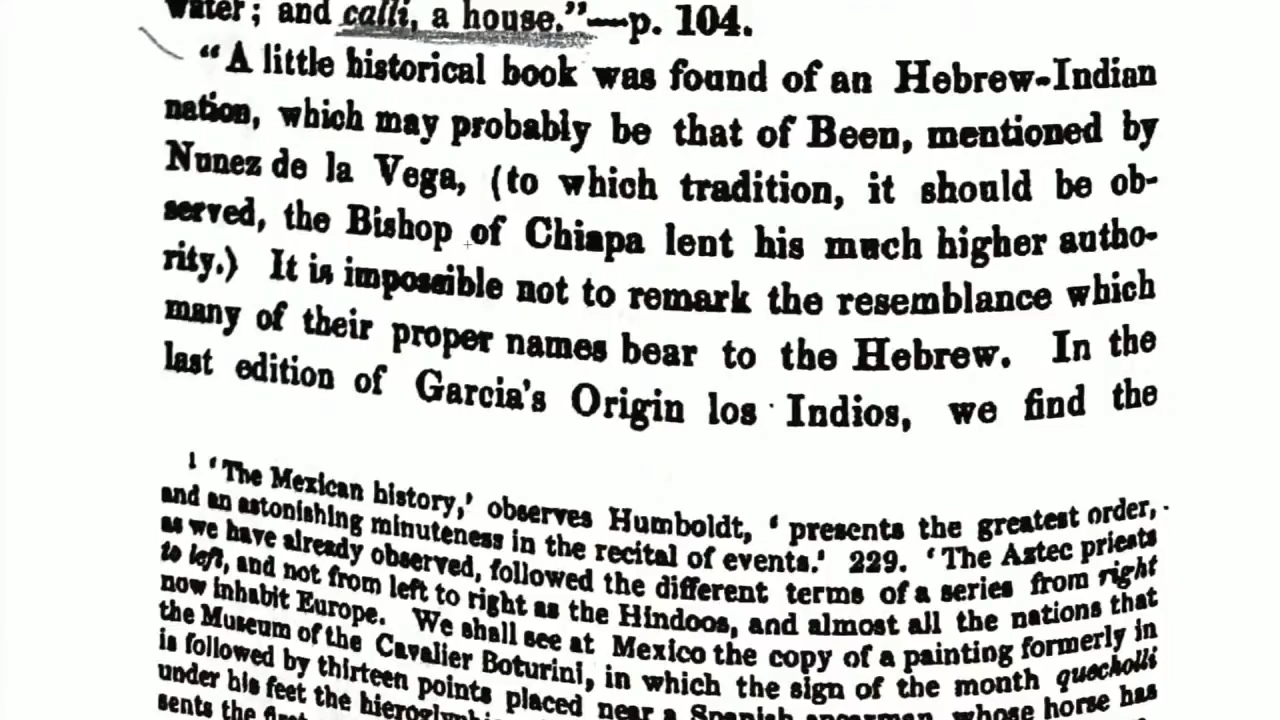 water; and calli, a house."—p. 104.
"A little historical book was found of an Hebrew-Indian
nation, which may probably be that of Been, mentioned by
Nunez de la Vega, (to which tradition, it should be ob-
served, the Bishop of Chiapa lent his much higher autho-
rity.) It is impossible not to remark the resemblance which
many of their proper names bear to the Hebrew. In the
last edition of Garcia's Origin los Indios, we find the
1 'The Mexican history,' observes Humboldt, 'presents the greatest order,
and an astonishing minuteness in the recital of events.' 229. 'The Aztec priests
as we have already observed, followed the different terms of a series from right
to left, and not from left to right as the Hindoos, and almost all the nations that
now inhabit Europe. We shall see at Mexico the copy of a painting formerly in
the Museum of the Cavalier Boturini, in which the sign of the month quecholli
is followed by thirteen points placed near a Spanish spearman, whose horse has
under his feet the
sents the first